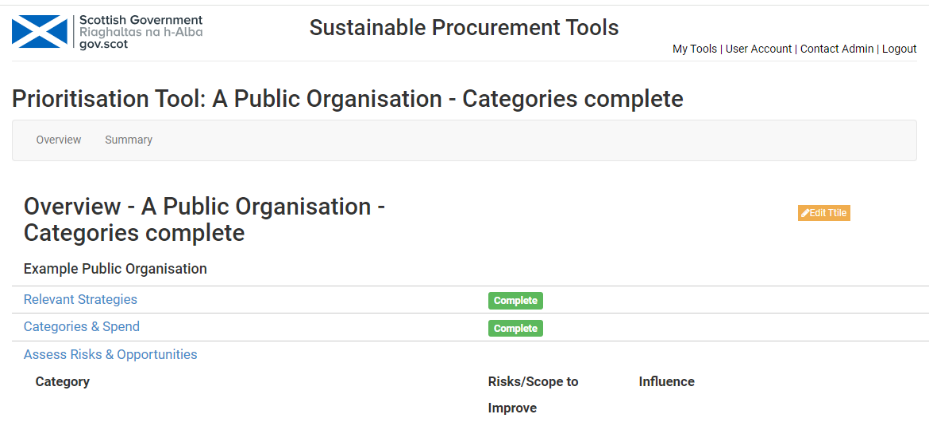 Scottish Government
Riaghaltas na h-Alba
gov.scot
Sustainable Procurement Tools
My Tools | User Account | Contact Admin | Logout
Prioritisation Tool: A Public Organisation - Categories complete
Overview Summary
Overview - A Public Organisation -
Categories complete
Edit Ttile
Example Public Organisation
Relevant Strategies Complete
Categories & Spend Complete
Assess Risks & Opportunities
Category Risks/Scope to Influence
Improve